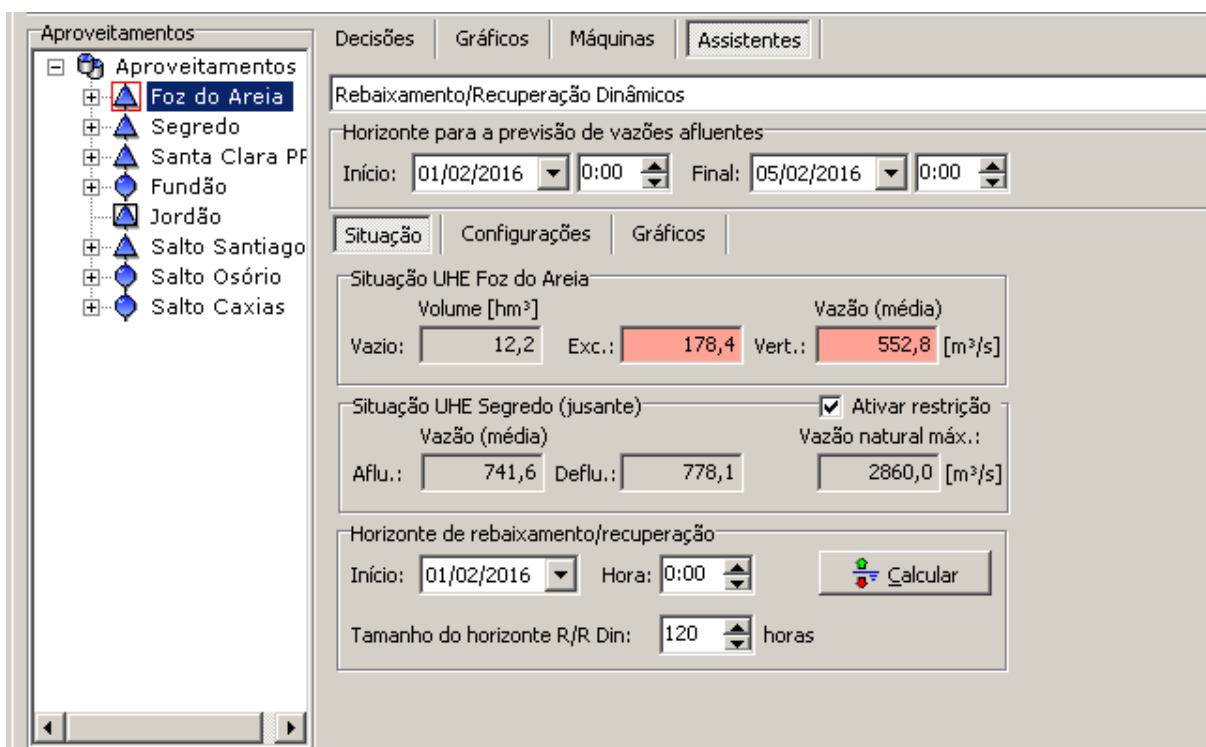 Aproveitamentos
Aproveitamentos
Foz do Areia
Segredo
Santa Clara PF
Fundão
Jordão
Salto Santiago
Salto Osório
Salto Caxias
Decisões Gráficos Máquinas Assistentes
Rebaixamento/Recuperação Dinâmicos
Horizonte para a previsão de vazões afluentes
Início: 01/02/2016 0:00 Final: 05/02/2016 0:00
Situação Configurações Gráficos
Situação UHE Foz do Areia
Volume [hm³] Vazão (média)
Vazio: 12,2 Exc.: 178,4 Vert.: 552,8 [m³/s]
Situação UHE Segredo (jusante) Ativar restrição
Vazão (média) Vazão natural máx.:
Aflu.: 741,6 Deflu.: 778,1 2860,0 [m³/s]
Horizonte de rebaixamento/recuperação
Início: 01/02/2016 Hora: 0:00 Calcular
Tamanho do horizonte R/R Din: 120 horas